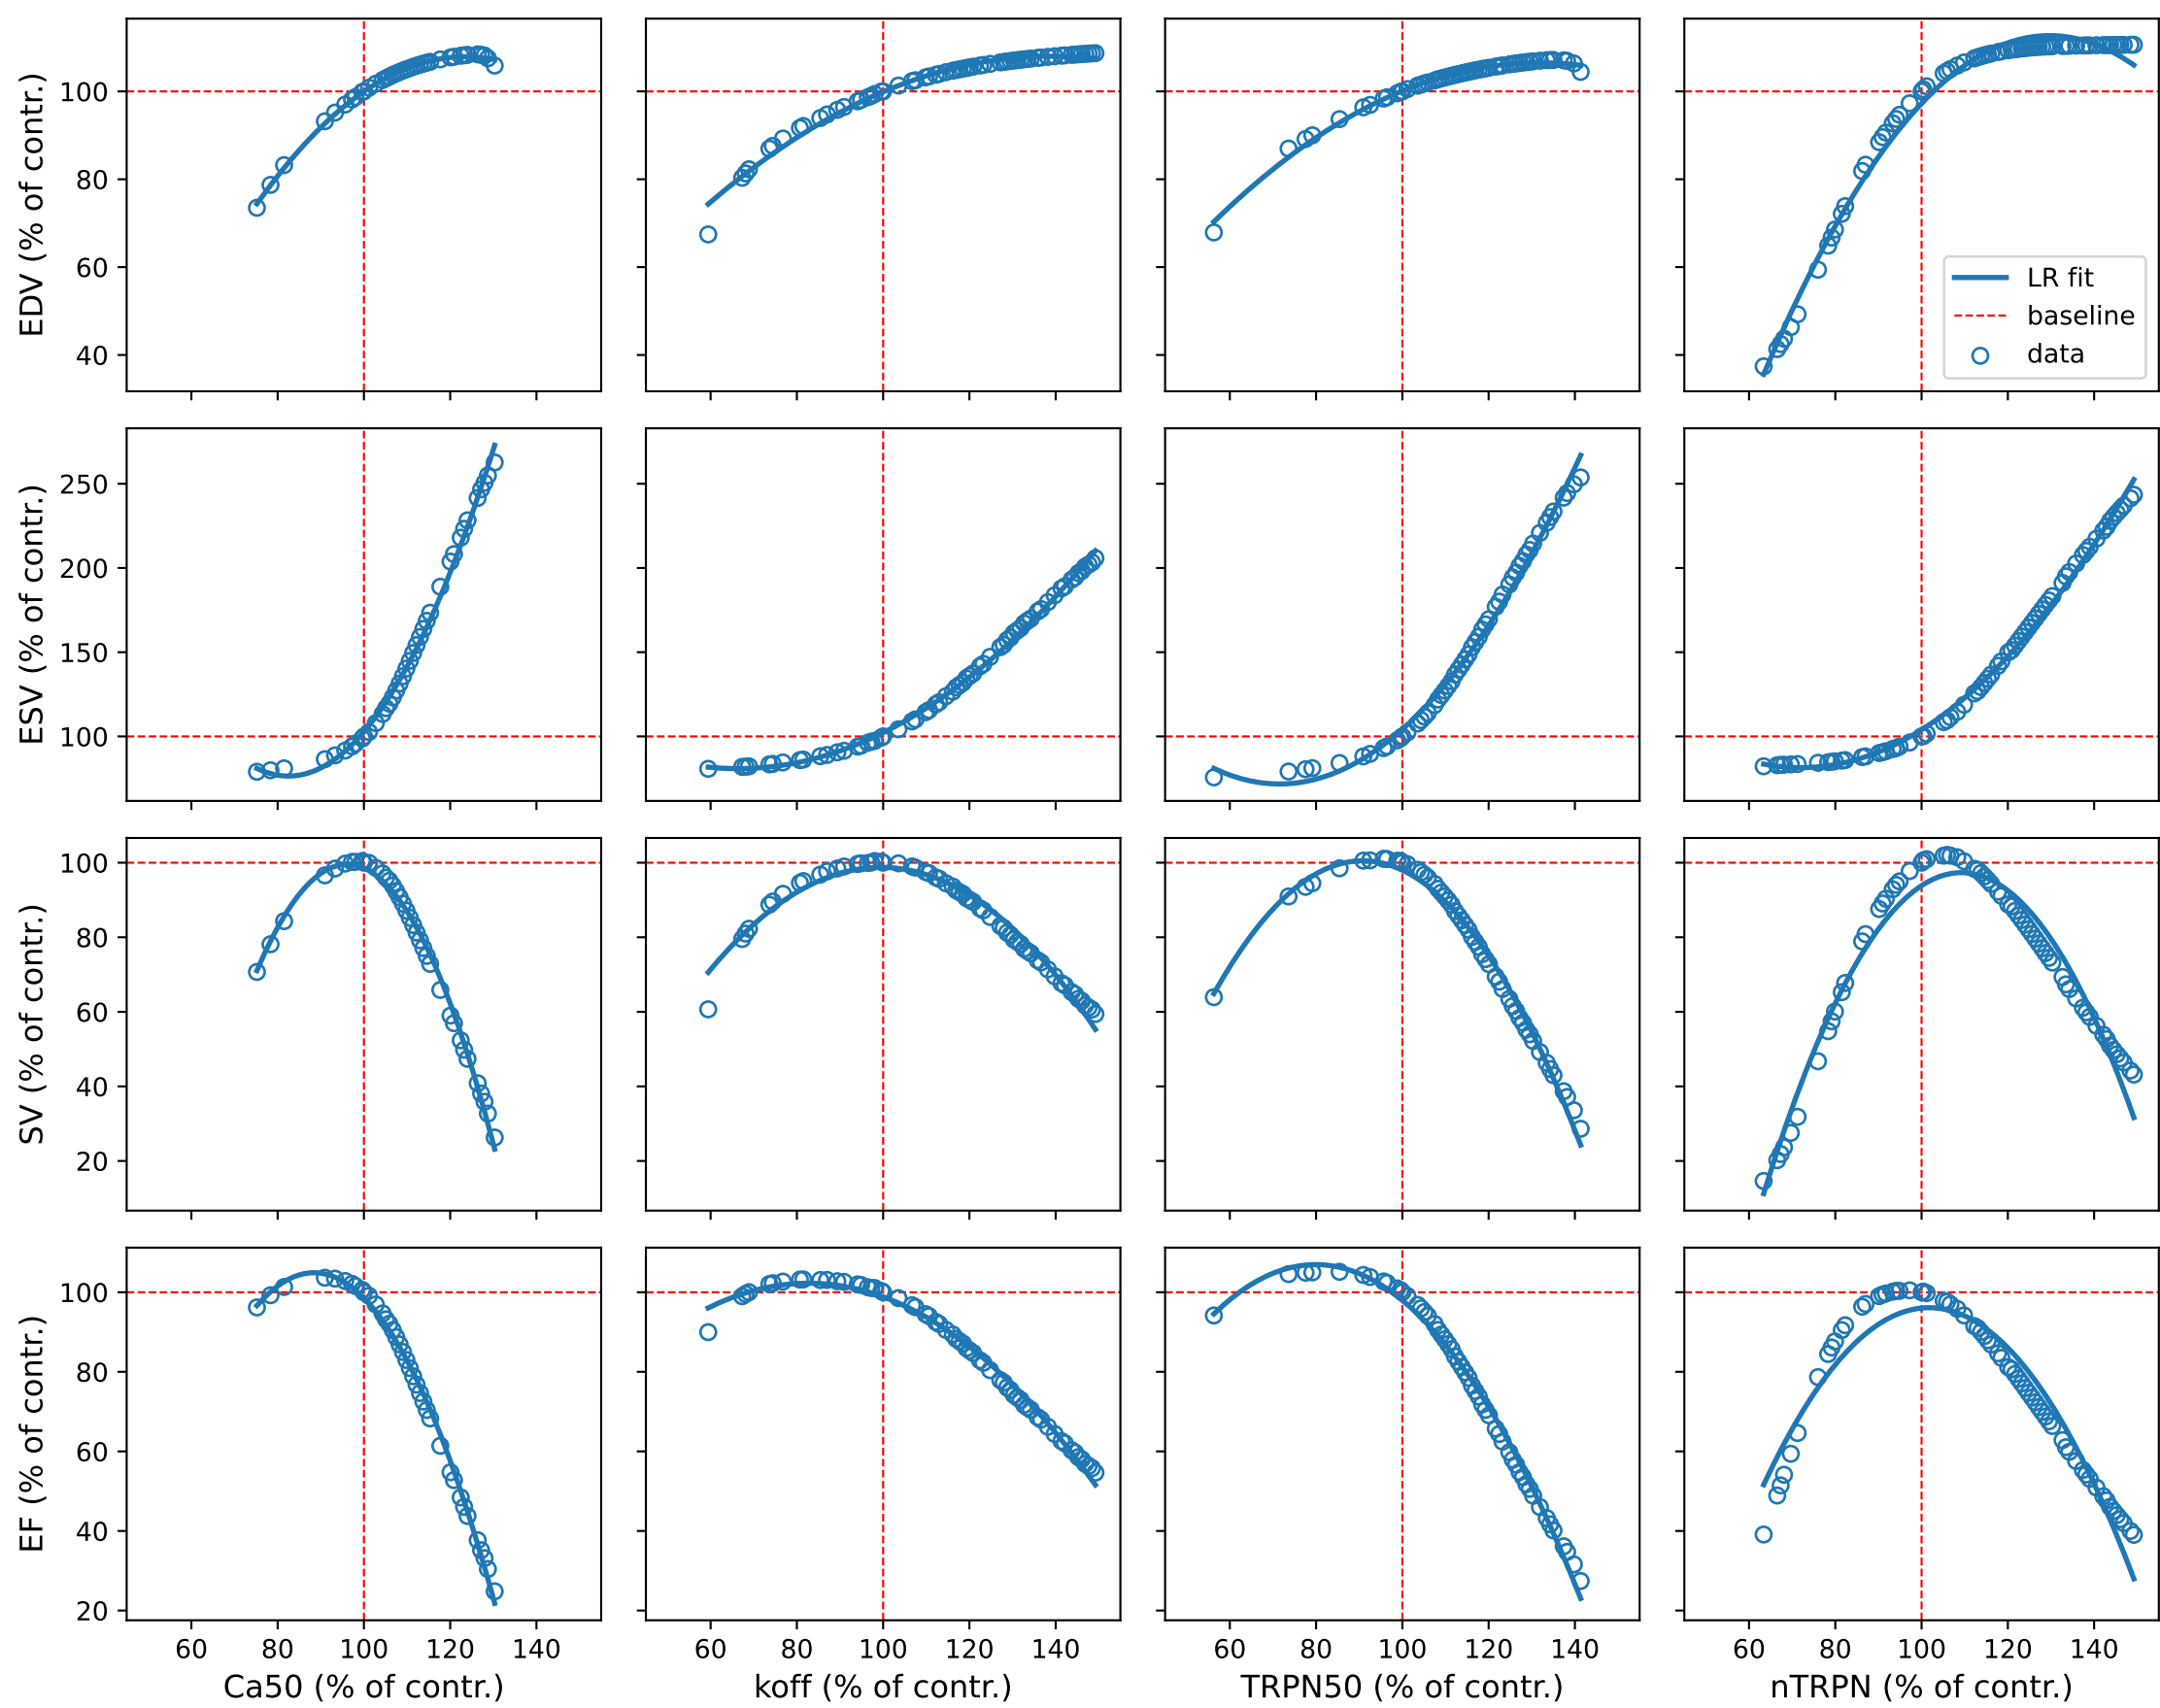 EDV (% of contr.)
100
80
60
40
LR fit
baseline
data
ESV (% of contr.)
250
200
150
100
SV (% of contr.)
100
80
60
40
20
EF (% of contr.)
100
80
60
40
20
60 80 100 120 140
60 80 100 120 140
60 80 100 120 140
60 80 100 120 140
Ca50 (% of contr.)
koff (% of contr.)
TRPN50 (% of contr.)
nTRPN (% of contr.)